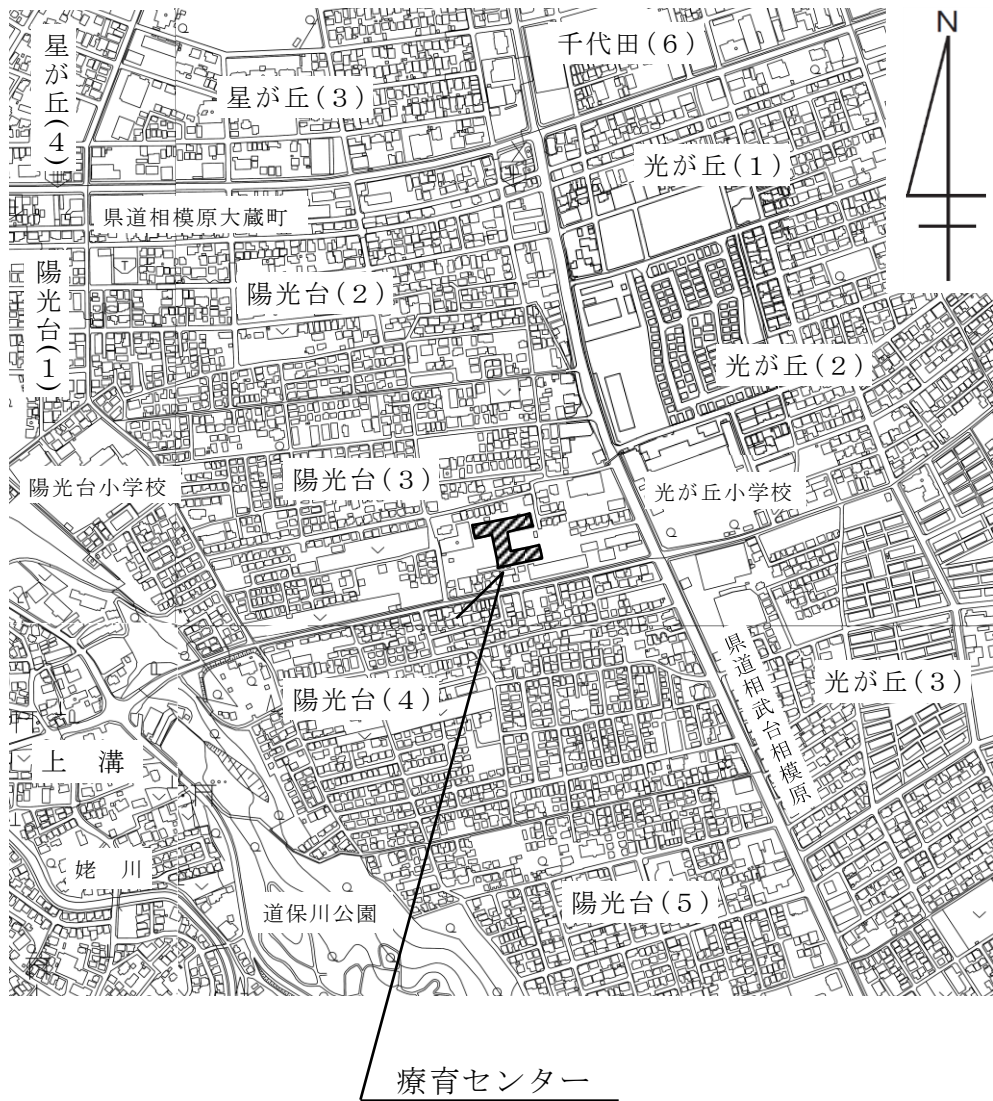 N
千代田(6)
星が丘(4)
星が丘(3)
光が丘(1)
県道相模原大蔵町
陽光台(1)
陽光台(2)
光が丘(2)
陽光台小学校
陽光台(3)
光が丘小学校
県道相武台相模原
陽光台(4)
光が丘(3)
上溝
姥川
道保川公園
陽光台(5)
療育センター